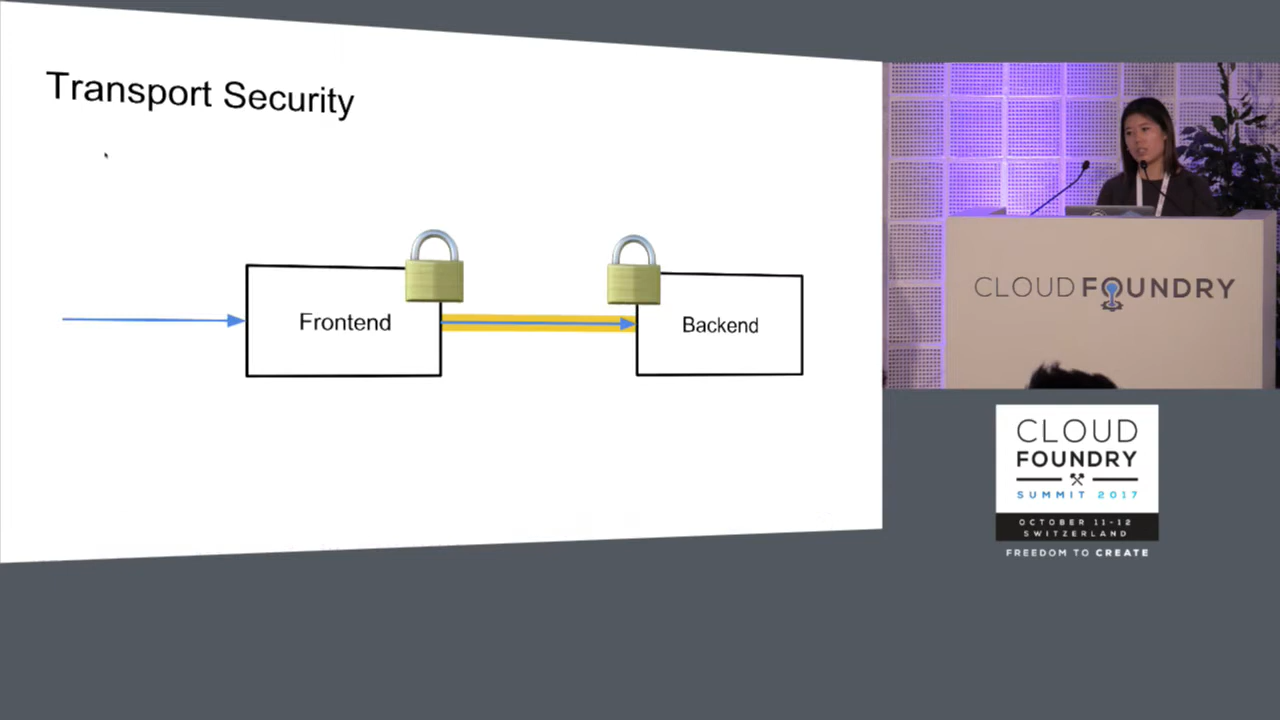 Transport Security
Frontend
Backend
CLOUD FOUNDRY
CLOUD
FOUNDRY
SUMMIT 2017
OCTOBER 11-12
SWITZERLAND
FREEDOM TO CREATE